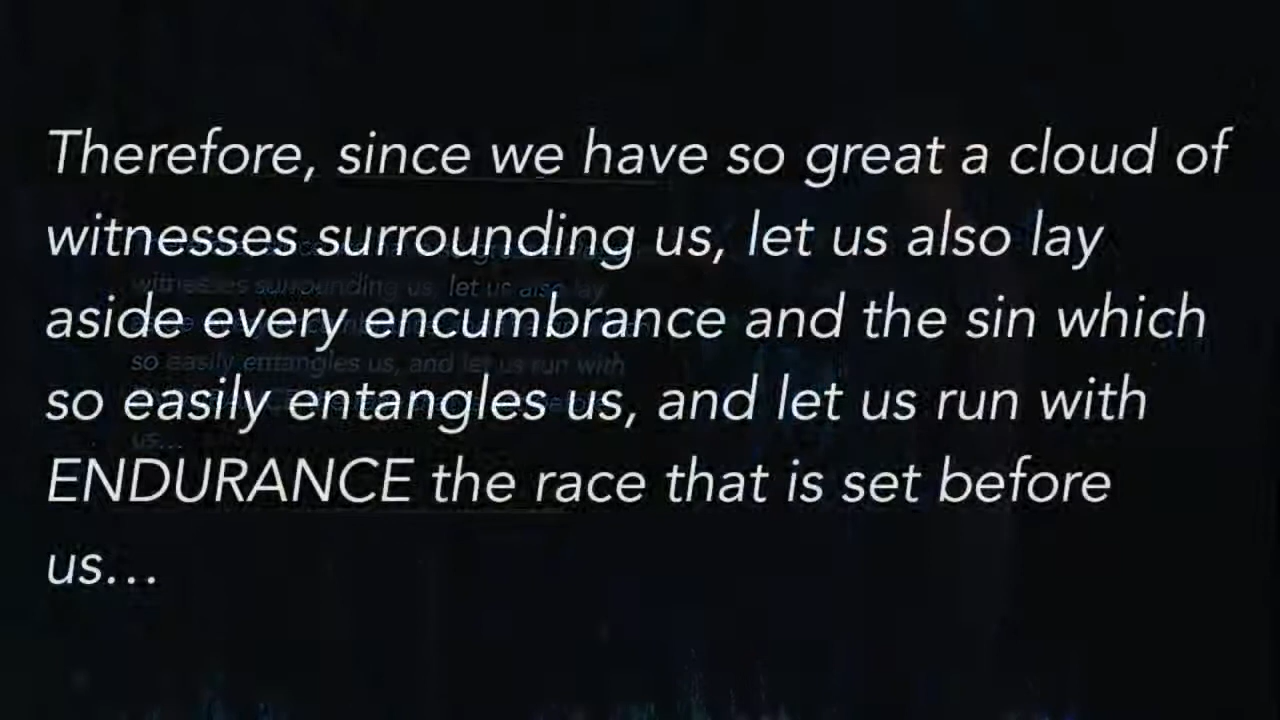 Therefore, since we have so great a cloud of
witnesses surrounding us, let us also lay
aside every encumbrance and the sin which
so easily entangles us, and let us run with
ENDURANCE the race that is set before
us...